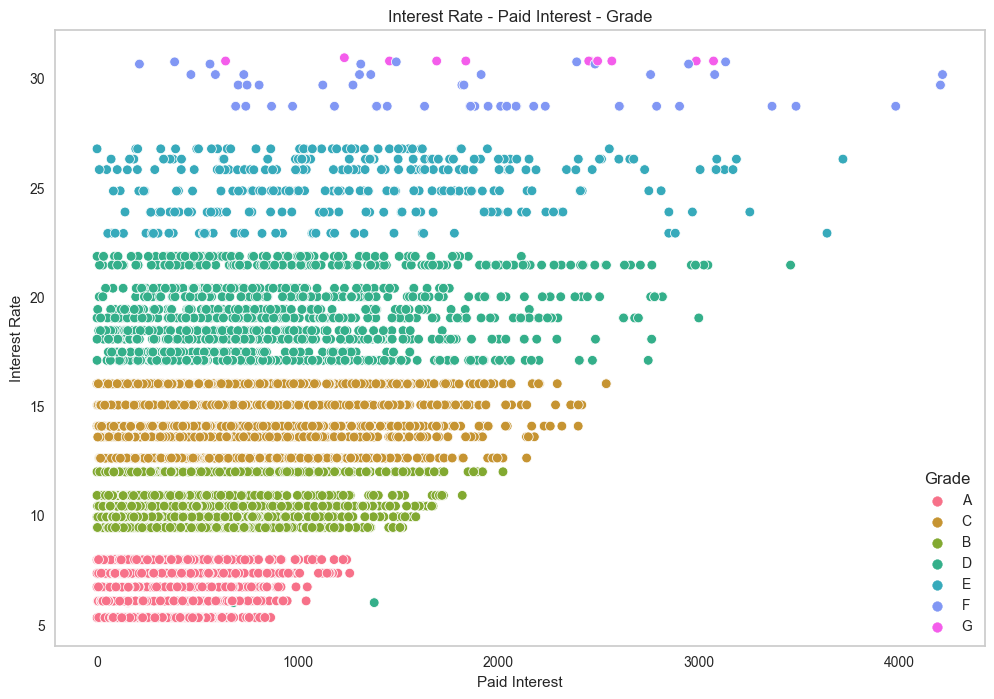 Interest Rate - Paid Interest - Grade
Interest Rate
30
25
20
15
10
5
0
1000
2000
3000
4000
Paid Interest
Grade
A
C
B
D
E
F
G